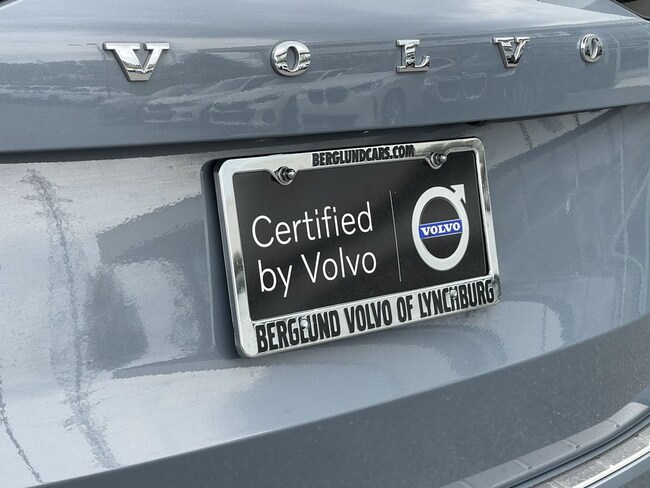 VOLVO
BERGLUNDCARS.COM
Certified
by Volvo
VOLVO
BERGLUND VOLVO OF LYNCHBURG